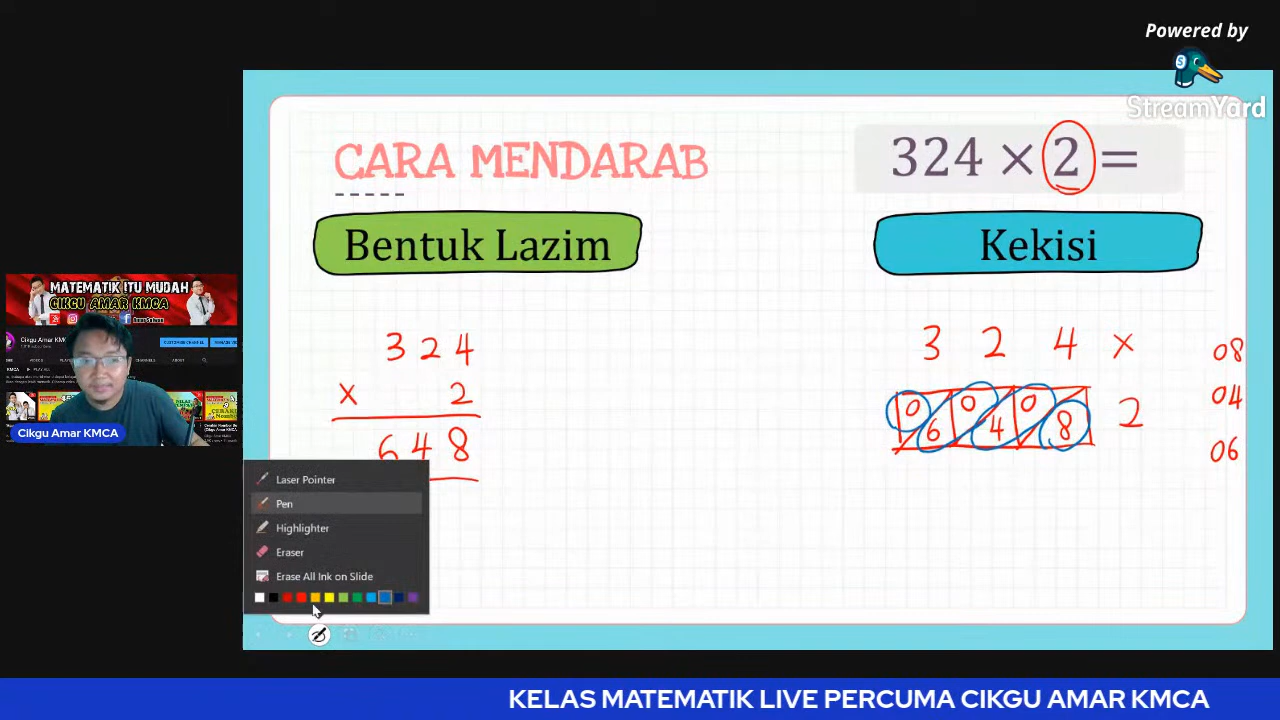 Powered by
StreamYard
CARA MENDARAB
324 × 2 =
Bentuk Lazim
Kekisi
324
× 2
648
3 2 4 ×
0 0 0
6 4 8
2
08
04
06
MATEMATIK ITU MUDAH
CIKGU AMAR KMCA
Cikgu Amar KMCA
Laser Pointer
Pen
Highlighter
Eraser
Erase All Ink on Slide
KELAS MATEMATIK LIVE PERCUMA CIKGU AMAR KMCA